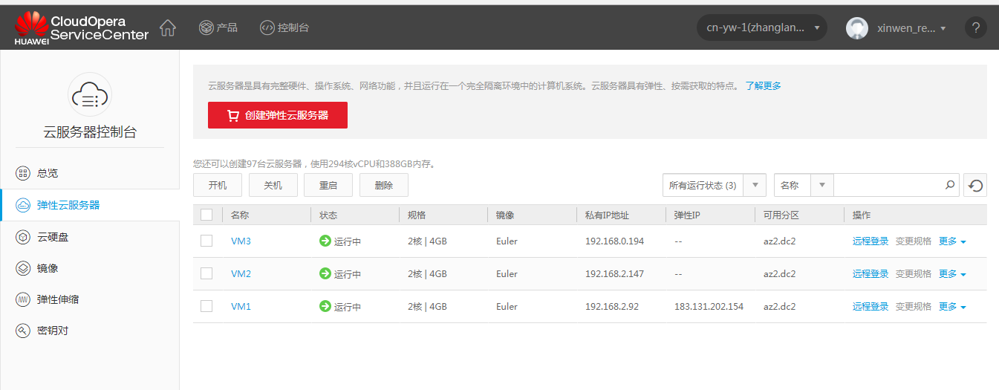 CloudOpera
ServiceCenter
HUAWEI
产品
控制台
cn-yw-1(zhanglan...
xinwen_re...
?
云服务器控制台
总览
弹性云服务器
云硬盘
镜像
弹性伸缩
密钥对
云服务器是具有完整硬件、操作系统、网络功能，并且运行在一个完全隔离环境中的计算机系统。云服务器具有弹性、按需获取的特点。 了解更多
创建弹性云服务器
您还可以创建97台云服务器，使用294核vCPU和388GB内存。
开机 关机 重启 删除 所有运行状态 (3) 名称
名称 状态 规格 镜像 私有IP地址 弹性IP 可用分区 操作
VM3 运行中 2核 | 4GB Euler 192.168.0.194 -- az2.dc2 远程登录 变更规格 更多
VM2 运行中 2核 | 4GB Euler 192.168.2.147 -- az2.dc2 远程登录 变更规格 更多
VM1 运行中 2核 | 4GB Euler 192.168.2.92 183.131.202.154 az2.dc2 远程登录 变更规格 更多